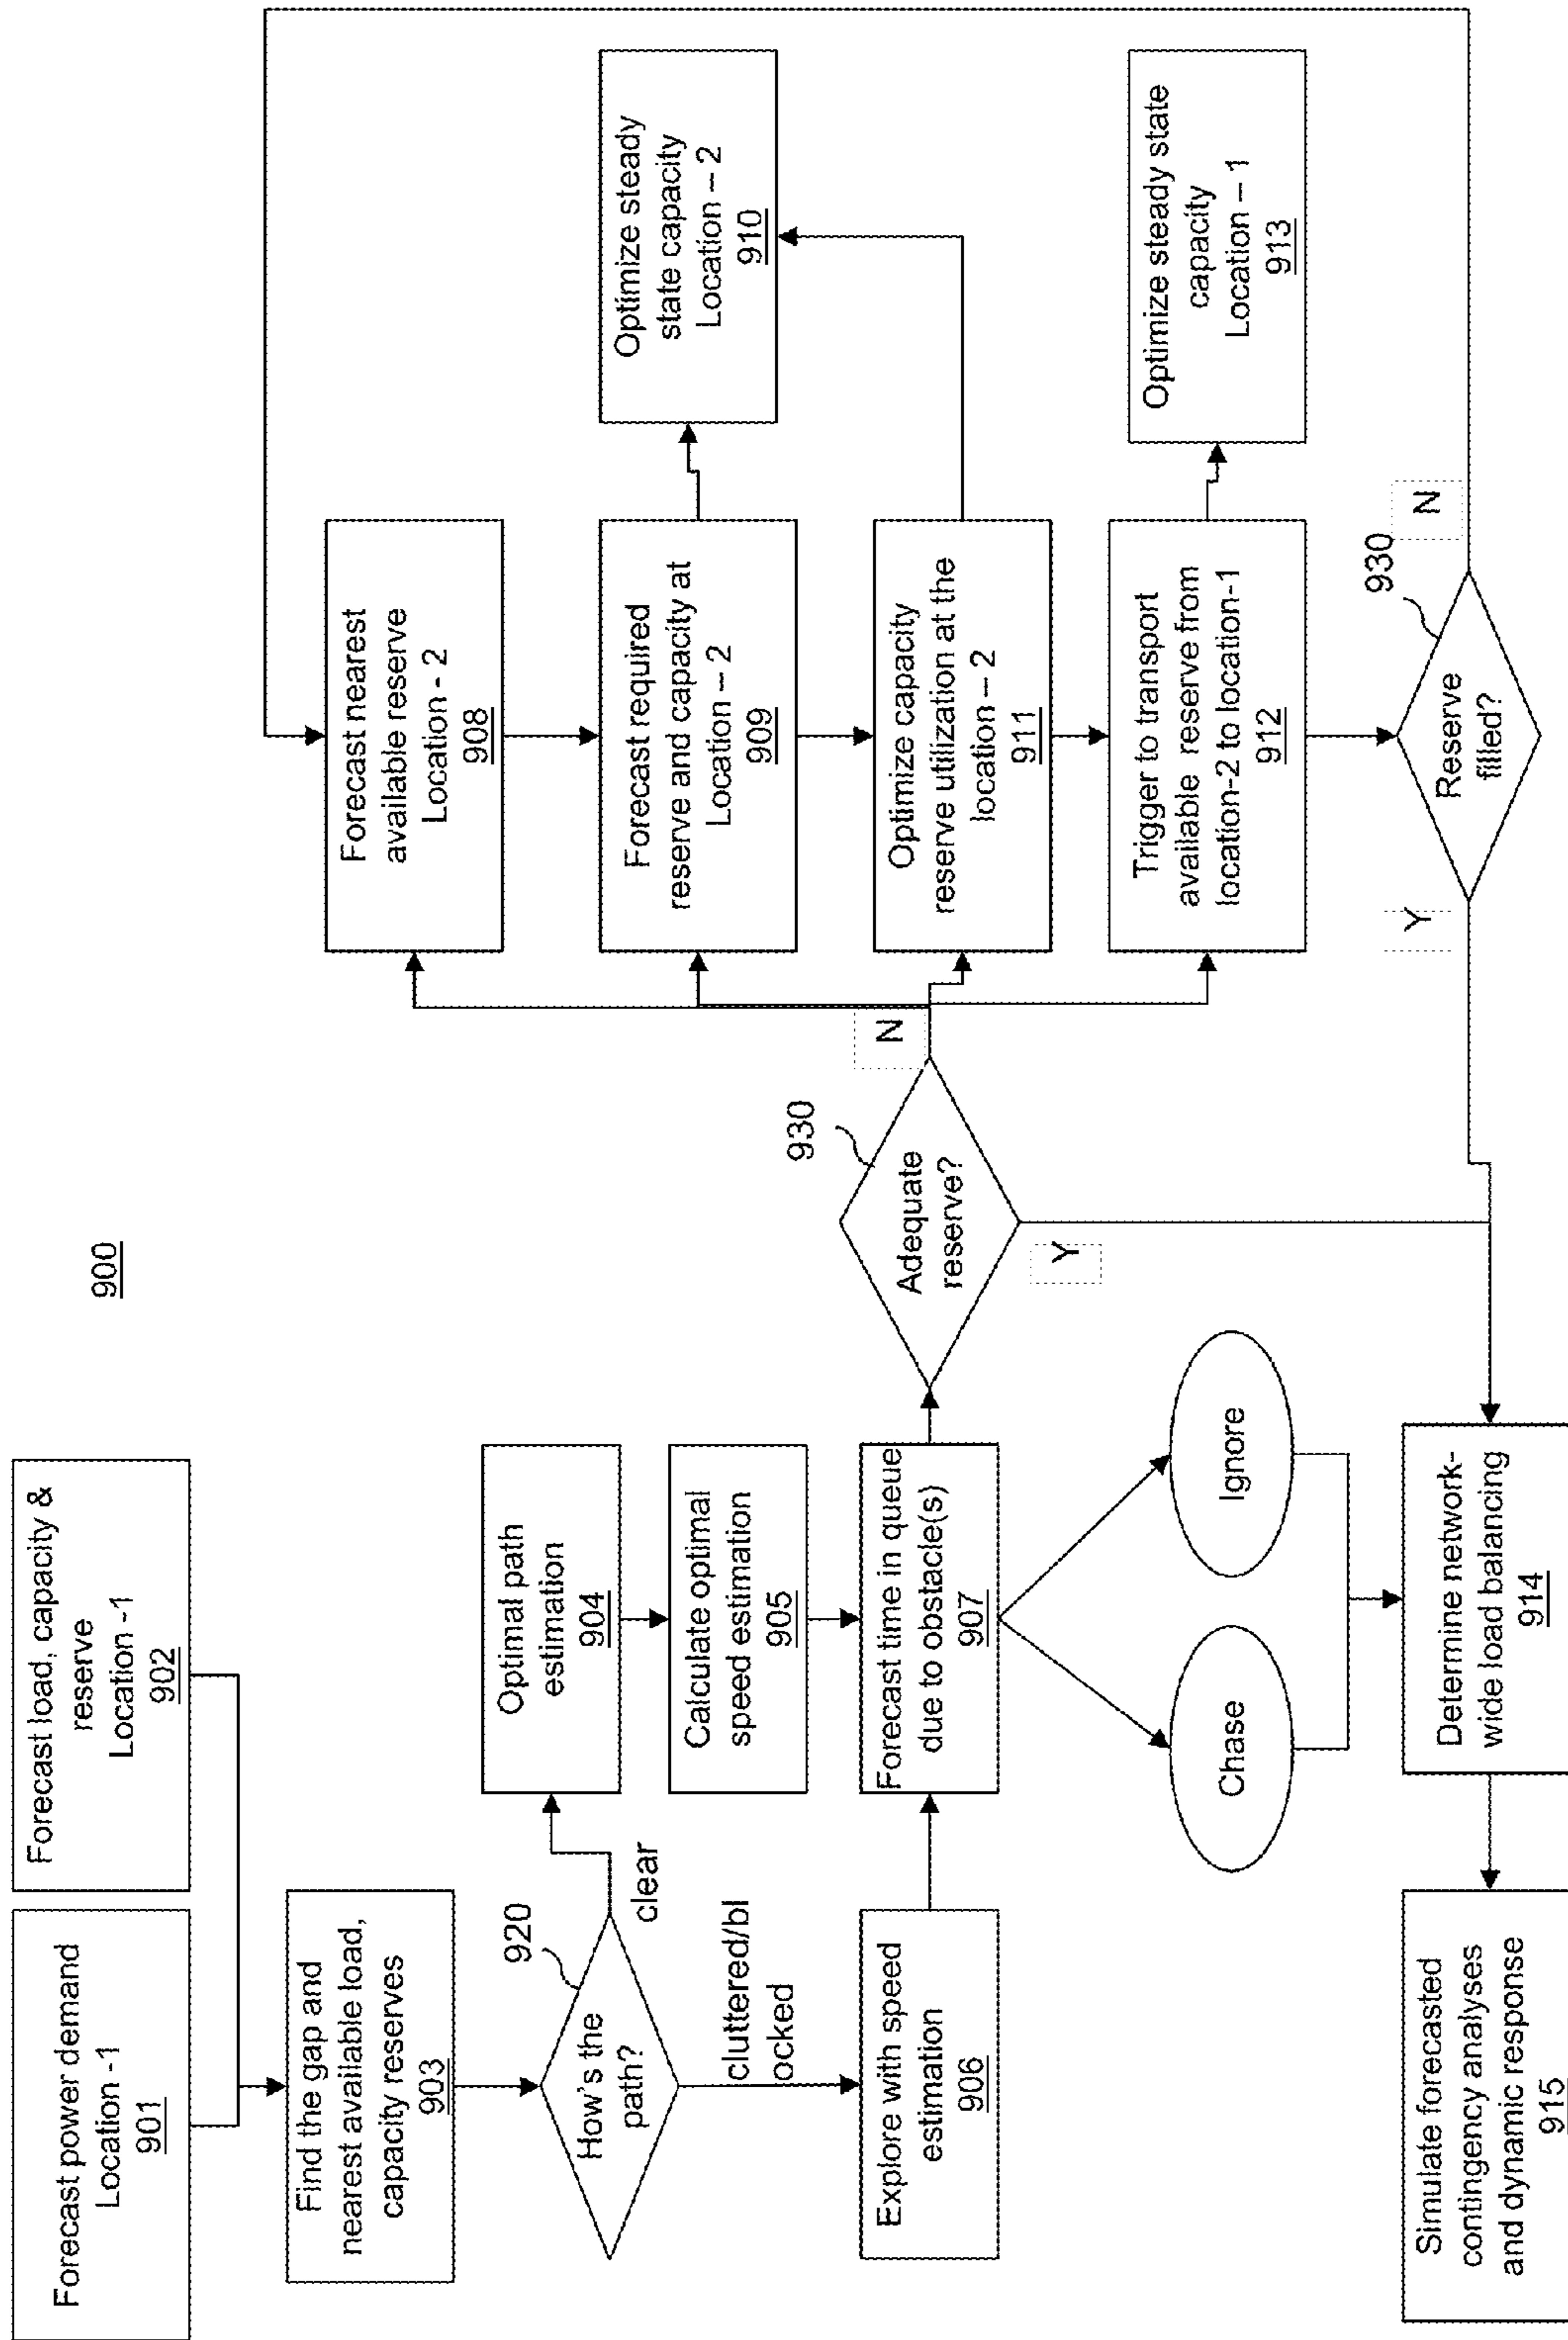 900
Forecast power demand
Location -1
901
Forecast load, capacity &
reserve
Location -1
902
Find the gap and
nearest available load,
capacity reserves
903
How's the
path?
920
clear
cluttered/bl
ocked
Optimal path
estimation
904
Calculate optimal
speed estimation
905
Explore with speed
estimation
906
Forecast time in queue
due to obstacle(s)
907
Chase
Ignore
Adequate
reserve?
930
N
Y
Forecast nearest
available reserve
Location - 2
908
Forecast required
reserve and capacity at
Location – 2
909
Optimize steady
state capacity
Location – 2
910
Optimize capacity
reserve utilization at the
location – 2
911
Trigger to transport
available reserve from
location-2 to location-1
912
Optimize steady state
capacity
Location – 1
913
Reserve
filled?
930
N
Y
Determine network-
wide load balancing
914
Simulate forecasted
contingency analyses
and dynamic response
915